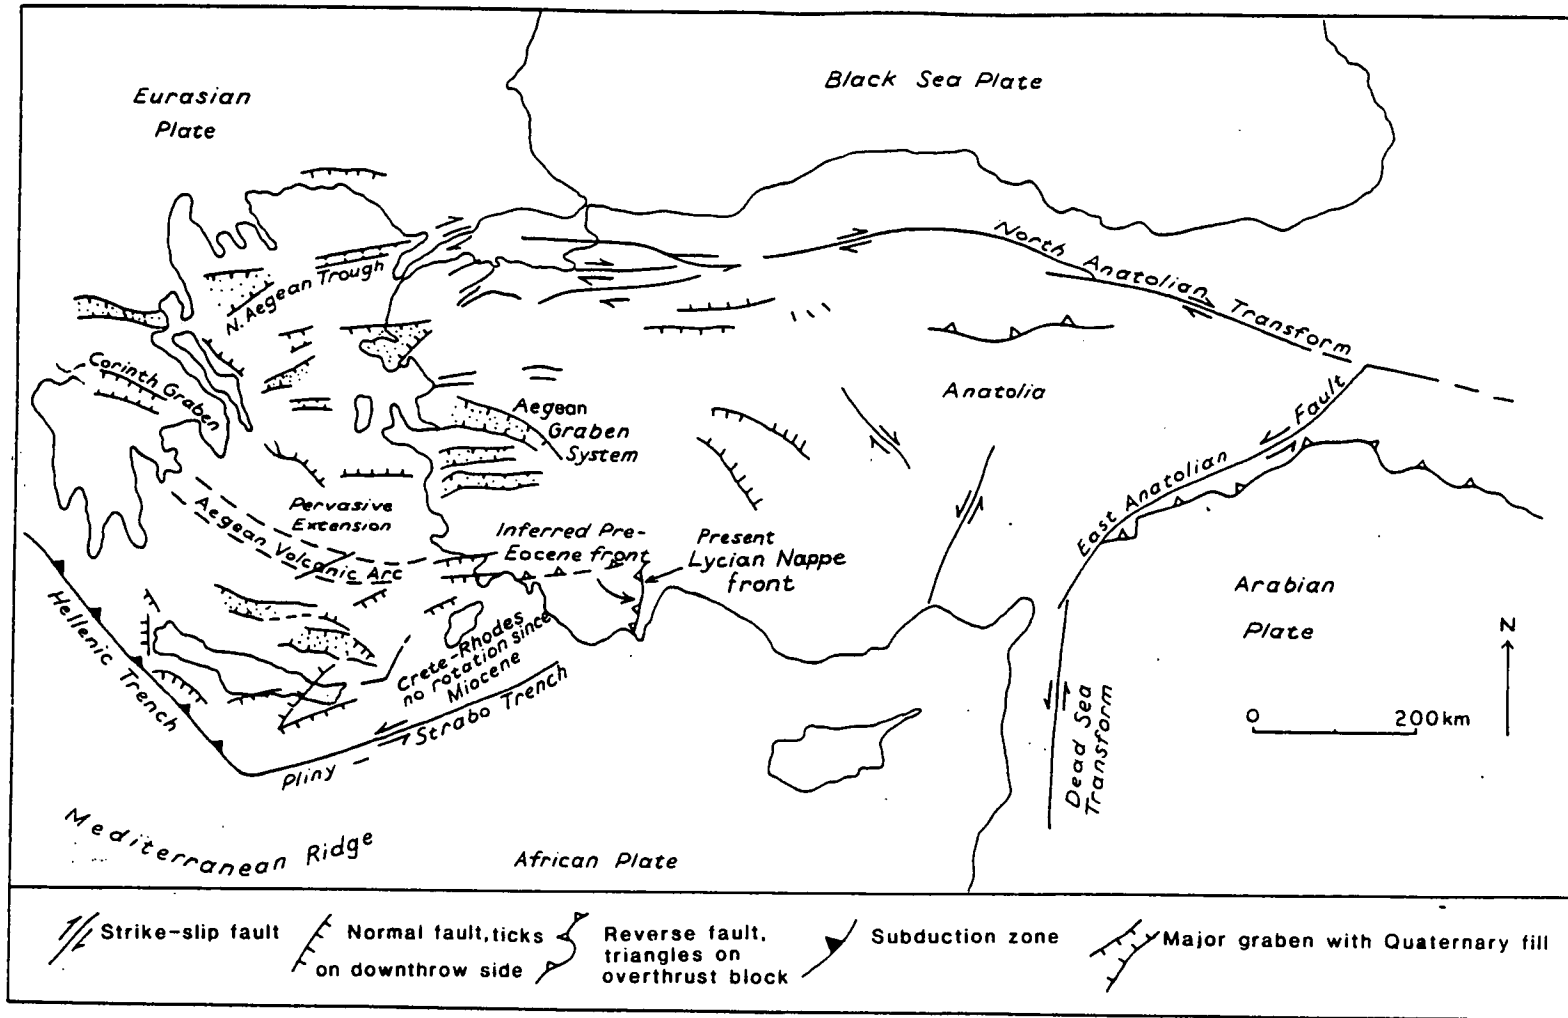 Eurasian
Plate
Black Sea Plate
North Anatolian Transform
N. Aegean Trough
Corinth Graben
Aegean
Graben
System
Anatolia
East Anatolian Fault
Pervasive
Extension
Aegean Volcanic Arc
Inferred Pre-
Eocene front
Present
Lycian Nappe
front
Arabian
Plate
N
0 200km
Hellenic Trench
Crete-Rhodes
no rotation since
Miocene
Pliny - Strabo Trench
Dead Sea
Transform
Mediterranean Ridge
African Plate
Strike-slip fault
Normal fault, ticks
on downthrow side
Reverse fault,
triangles on
overthrust block
Subduction zone
Major graben with Quaternary fill